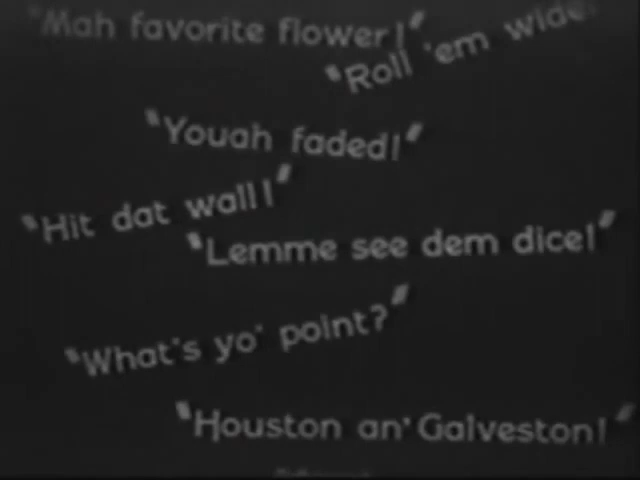 "Mah favorite flower!"
"Roll 'em wide
"Youah faded!"
"Hit dat wall!"
"Lemme see dem dice!"
"What's yo' point?"
"Houston an' Galveston!"